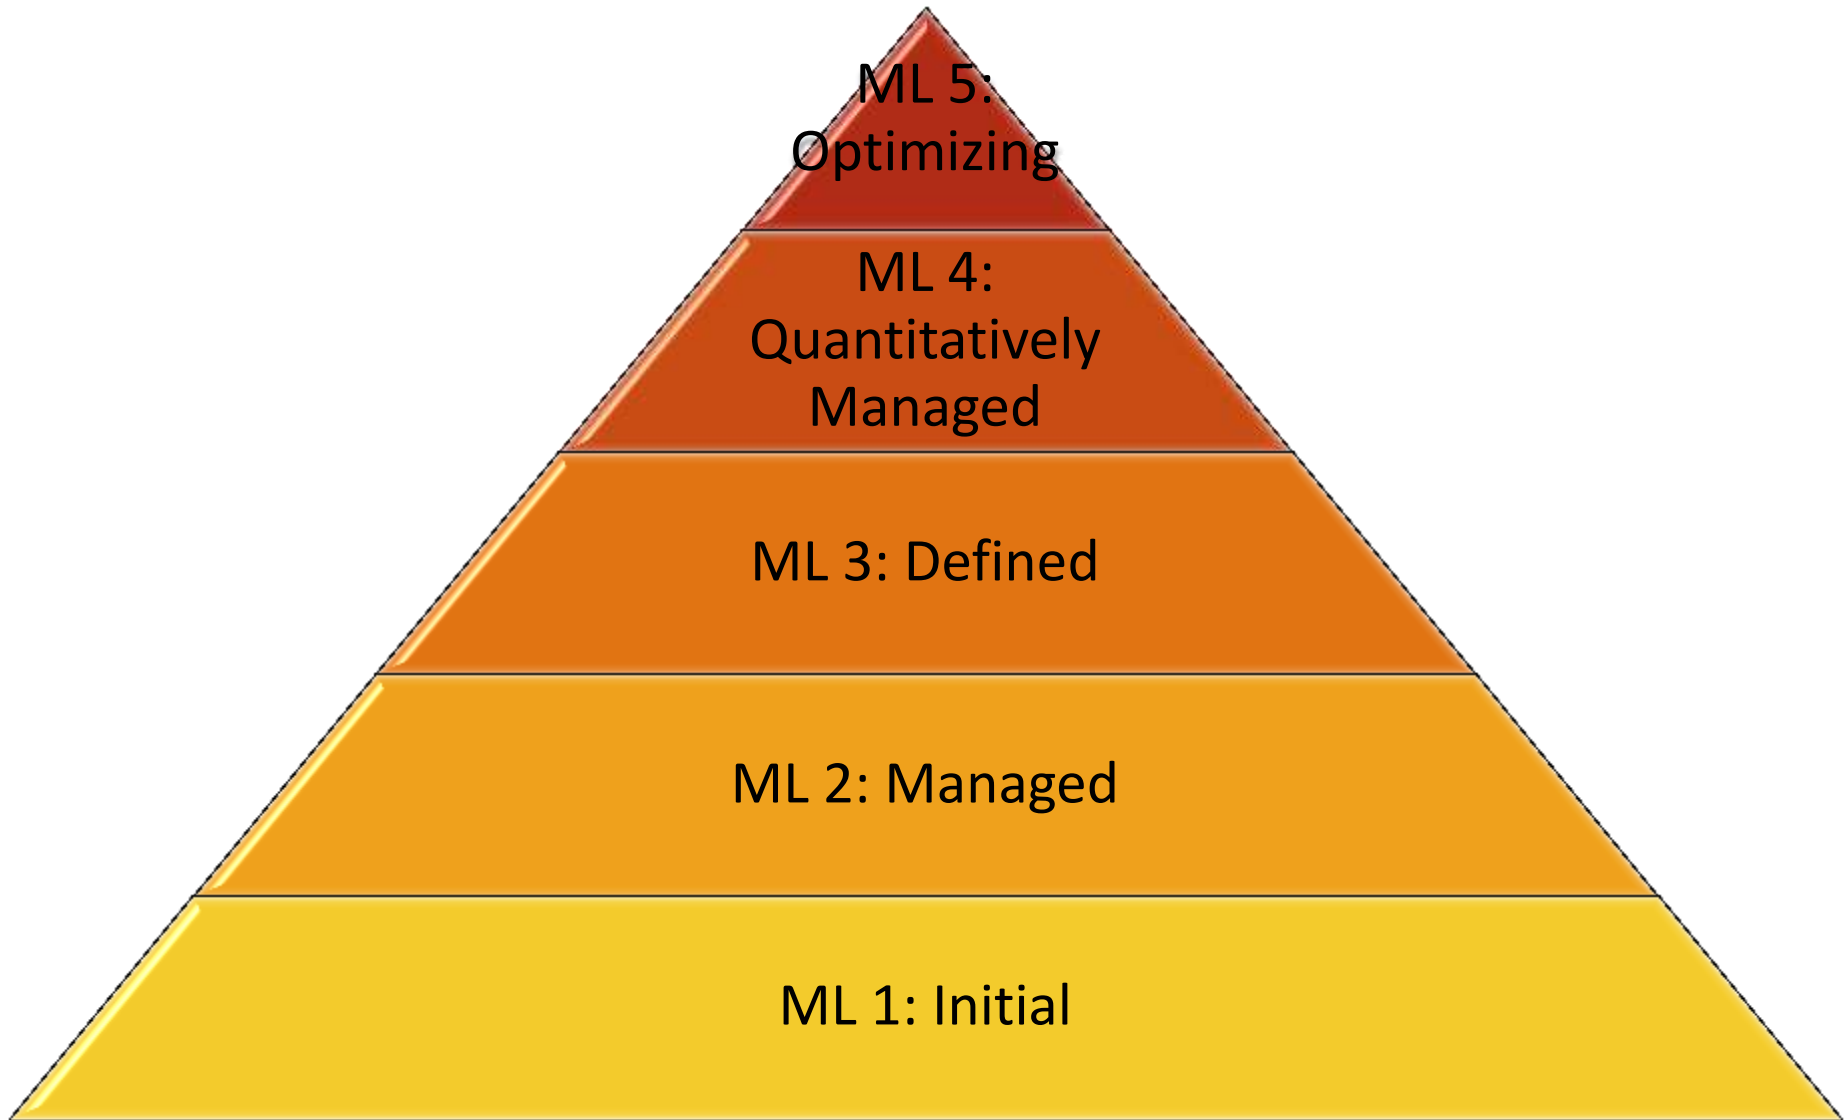 ML 5:
Optimizing
ML 4:
Quantitatively
Managed
ML 3: Defined
ML 2: Managed
ML 1: Initial